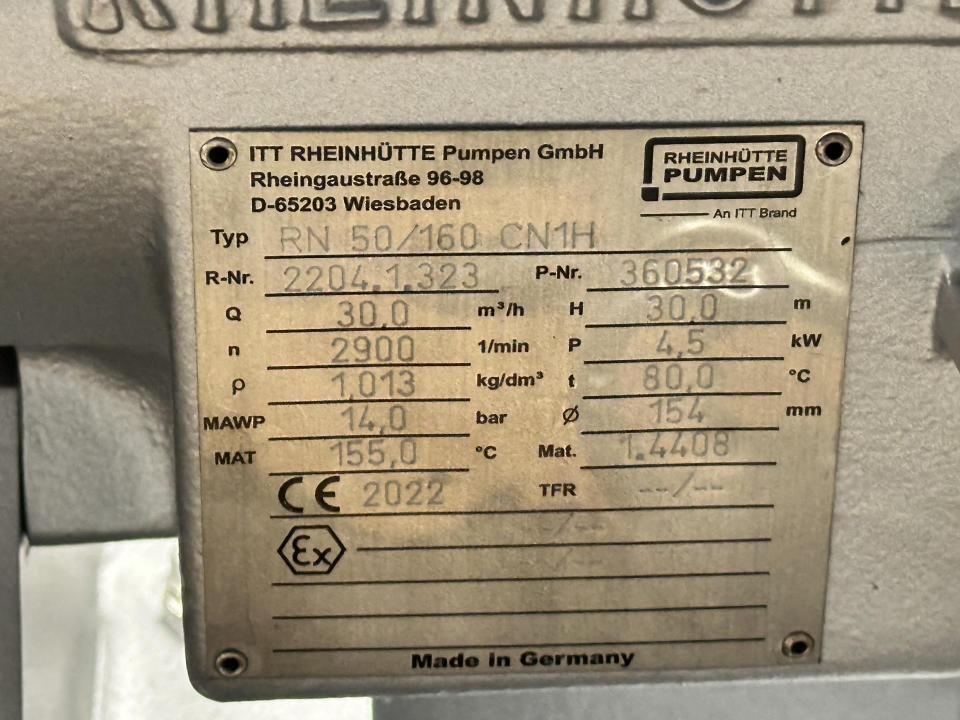 RHEINHÜTTE
ITT RHEINHÜTTE Pumpen GmbH
Rheingaustraße 96-98
D-65203 Wiesbaden
RHEINHÜTTE
PUMPEN
An ITT Brand
Typ RN 50/160 CN1H
R-Nr. 2204.1.323 P-Nr. 360532
Q 30,0 m³/h H 30,0 m
n 2900 1/min P 4,5 kW
ρ 1,013 kg/dm³ t 80,0 °C
MAWP 14,0 bar Ø 154 mm
MAT 155,0 °C Mat. 1.4408
CE 2022 TFR --/--
--/--
Ex
Made in Germany